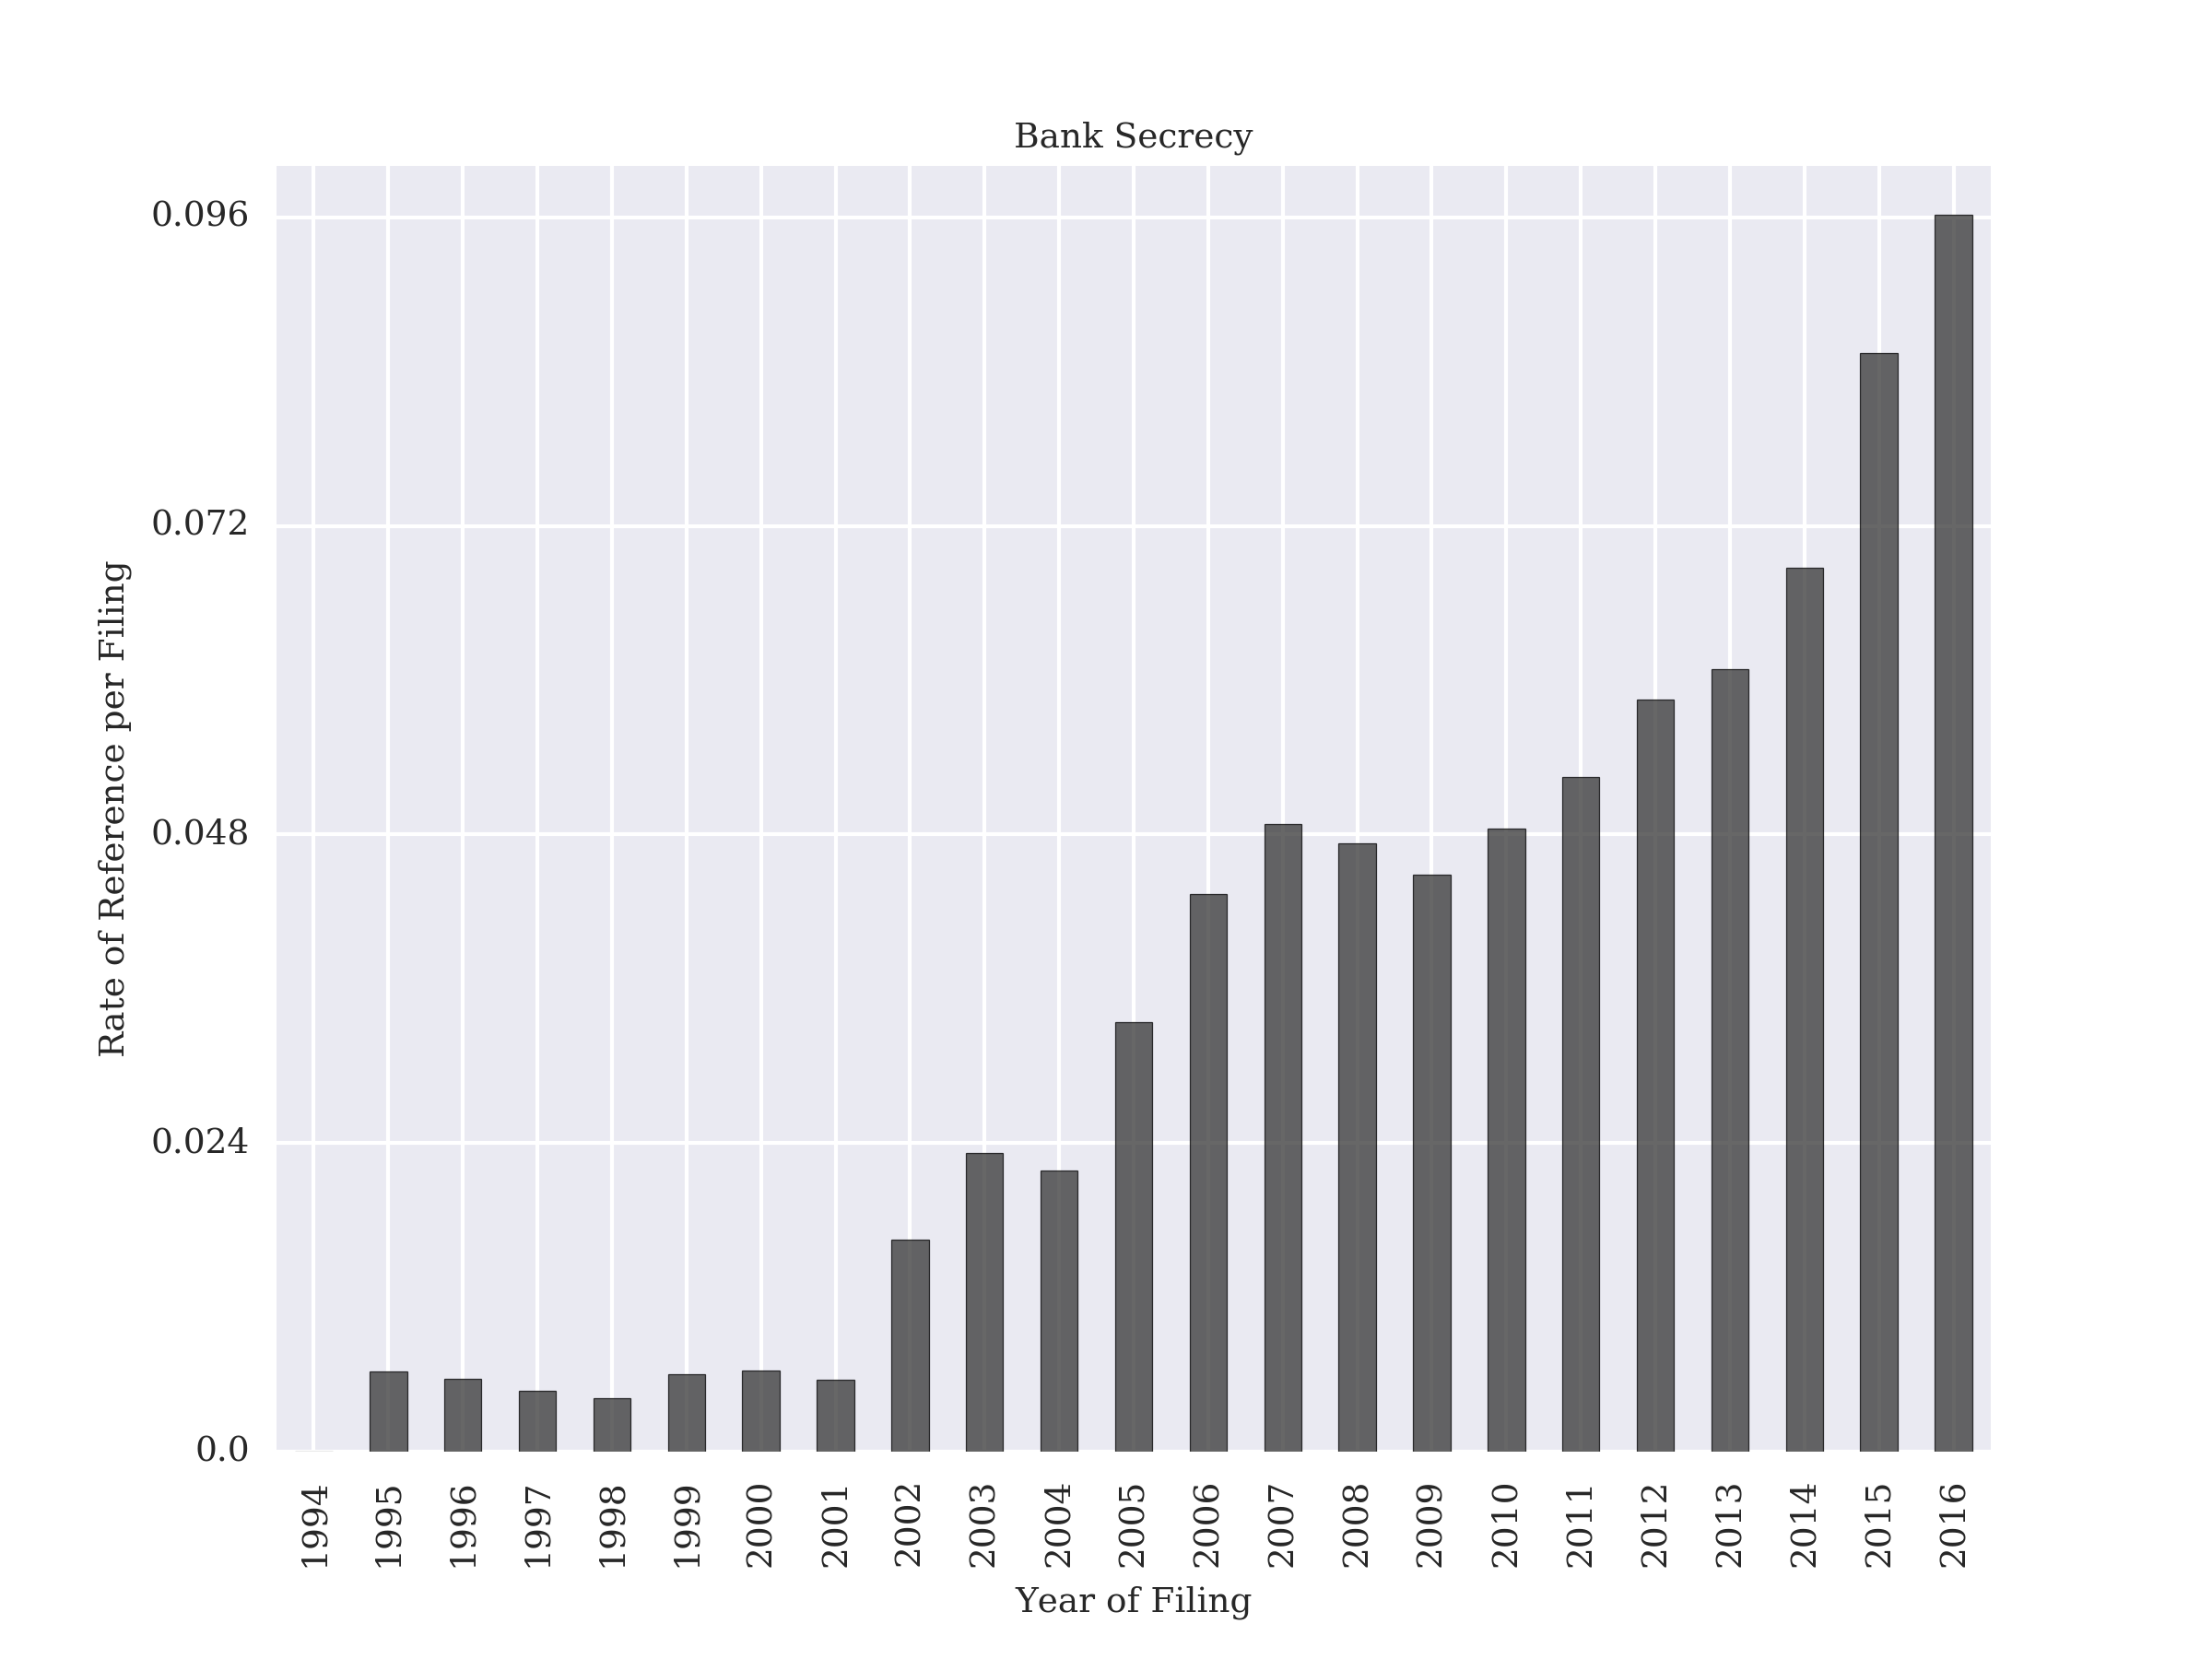 Bank Secrecy
0.096
0.072
0.048
0.024
0.0
Rate of Reference per Filing
1994 1995 1996 1997 1998 1999 2000 2001 2002 2003 2004 2005 2006 2007 2008 2009 2010 2011 2012 2013 2014 2015 2016
Year of Filing